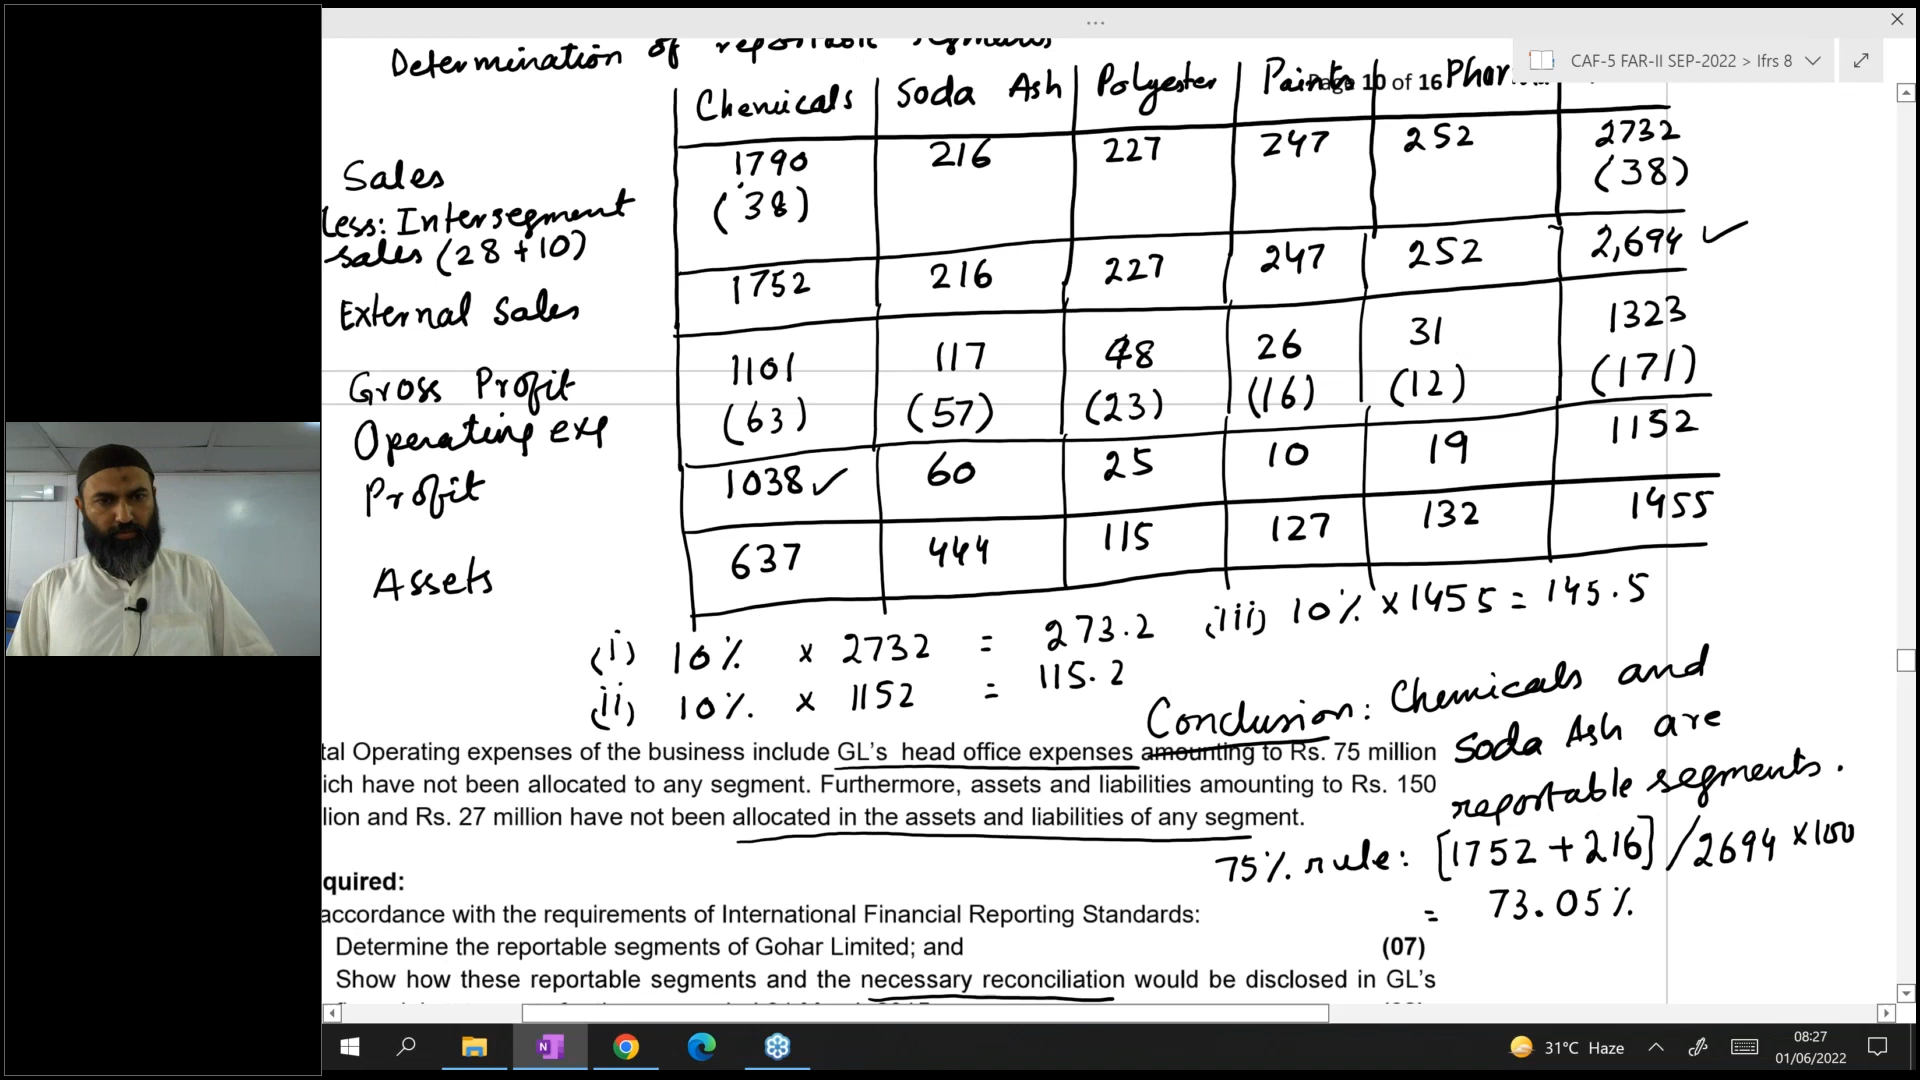 Determination of reportable segments
CAF-5 FAR-II SEP-2022 > Ifrs 8
Page 10 of 16
Chemicals Soda Ash Polyester Paints
Sales 1790 216 227 247 252 2732
less: Intersegment sales (28 + 10) (38) (38)
External Sales 1752 216 227 247 252 2,694 ✓
Gross Profit 1101 117 48 26 31 1323
Operating exp (63) (57) (23) (16) (12) (171)
Profit 1038 ✓ 60 25 10 19 1152
Assets 637 444 115 127 132 1455
(i) 10% × 2732 = 273.2
(ii) 10% × 1152 = 115.2
(iii) 10% × 1455 = 145.5
Conclusion: Chemicals and
Soda Ash are
reportable segments.
75% rule: [1752 + 216] / 2694 × 100
= 73.05%
tal Operating expenses of the business include GL's head office expenses amounting to Rs. 75 million
ich have not been allocated to any segment. Furthermore, assets and liabilities amounting to Rs. 150
lion and Rs. 27 million have not been allocated in the assets and liabilities of any segment.
quired:
accordance with the requirements of International Financial Reporting Standards:
Determine the reportable segments of Gohar Limited; and (07)
Show how these reportable segments and the necessary reconciliation would be disclosed in GL's
31°C Haze
08:27
01/06/2022